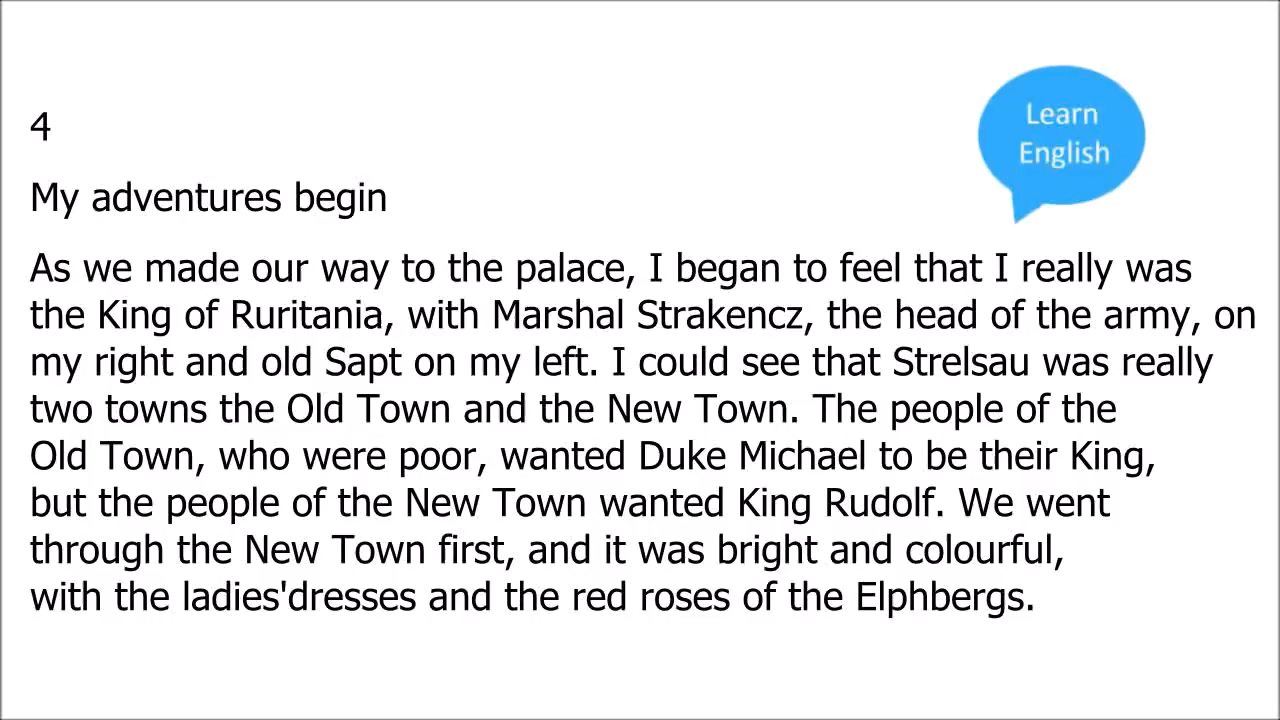 4
Learn
English
My adventures begin
As we made our way to the palace, I began to feel that I really was
the King of Ruritania, with Marshal Strakencz, the head of the army, on
my right and old Sapt on my left. I could see that Strelsau was really
two towns the Old Town and the New Town. The people of the
Old Town, who were poor, wanted Duke Michael to be their King,
but the people of the New Town wanted King Rudolf. We went
through the New Town first, and it was bright and colourful,
with the ladies'dresses and the red roses of the Elphbergs.